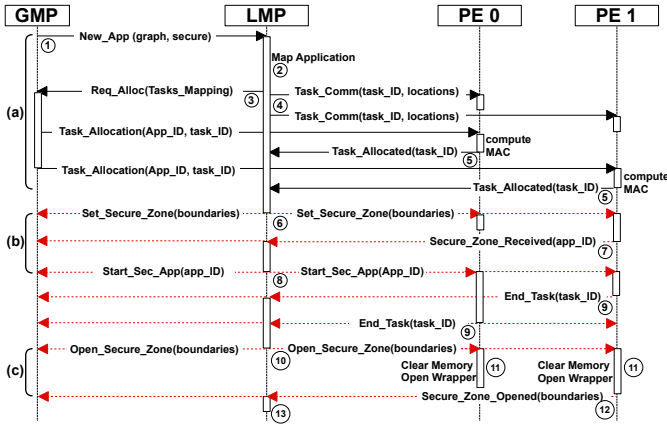 GMP LMP PE 0 PE 1
New_App (graph, secure)
1
Map Application
2
Req_Alloc(Tasks_Mapping)
3
Task_Comm(task_ID, locations)
4
Task_Comm(task_ID, locations)
(a)
Task_Allocation(App_ID, task_ID)
compute
MAC
Task_Allocated(task_ID)
5
Task_Allocation(App_ID, task_ID)
compute
MAC
Task_Allocated(task_ID)
5
Set_Secure_Zone(boundaries)
6
Set_Secure_Zone(boundaries)
(b)
Secure_Zone_Received(app_ID)
7
Start_Sec_App(app_ID)
8
Start_Sec_App(App_ID)
End_Task(task_ID)
9
End_Task(task_ID)
9
Open_Secure_Zone(boundaries)
10
Open_Secure_Zone(boundaries)
(c)
Clear Memory
Open Wrapper
11
Clear Memory
Open Wrapper
11
Secure_Zone_Opened(boundaries)
12
13